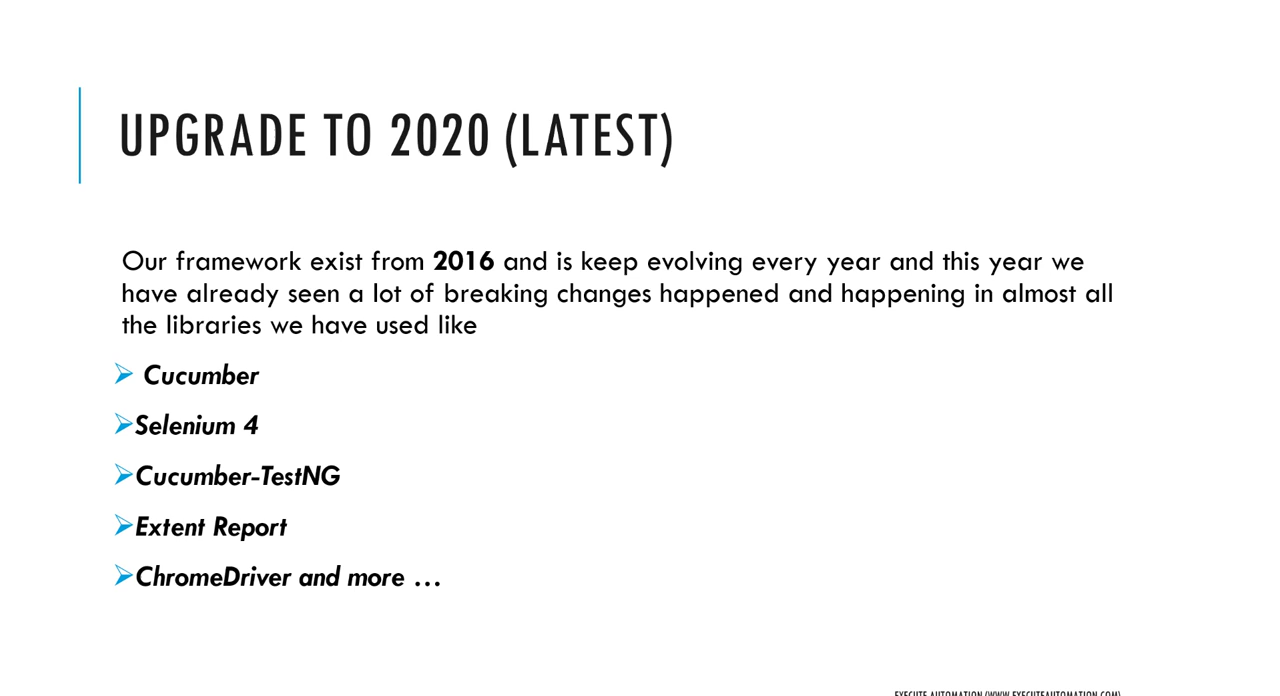 UPGRADE TO 2020 (LATEST)
Our framework exist from 2016 and is keep evolving every year and this year we
have already seen a lot of breaking changes happened and happening in almost all
the libraries we have used like
Cucumber
Selenium 4
Cucumber-TestNG
Extent Report
ChromeDriver and more …
EXECUTE AUTOMATION (WWW.EXECUTEAUTOMATION.COM)